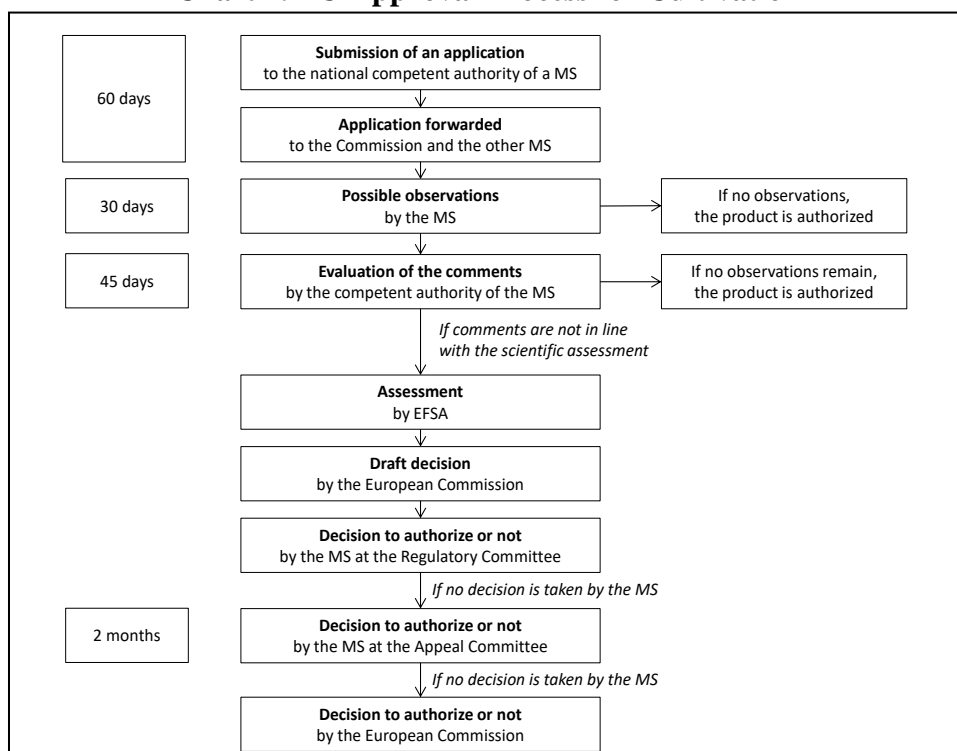 Chart Approval Process for Cultivation
60 days
Submission of an application
to the national competent authority of a MS
Application forwarded
to the Commission and the other MS
30 days
Possible observations
by the MS
If no observations,
the product is authorized
45 days
Evaluation of the comments
by the competent authority of the MS
If no observations remain,
the product is authorized
If comments are not in line
with the scientific assessment
Assessment
by EFSA
Draft decision
by the European Commission
Decision to authorize or not
by the MS at the Regulatory Committee
If no decision is taken by the MS
2 months
Decision to authorize or not
by the MS at the Appeal Committee
If no decision is taken by the MS
Decision to authorize or not
by the European Commission